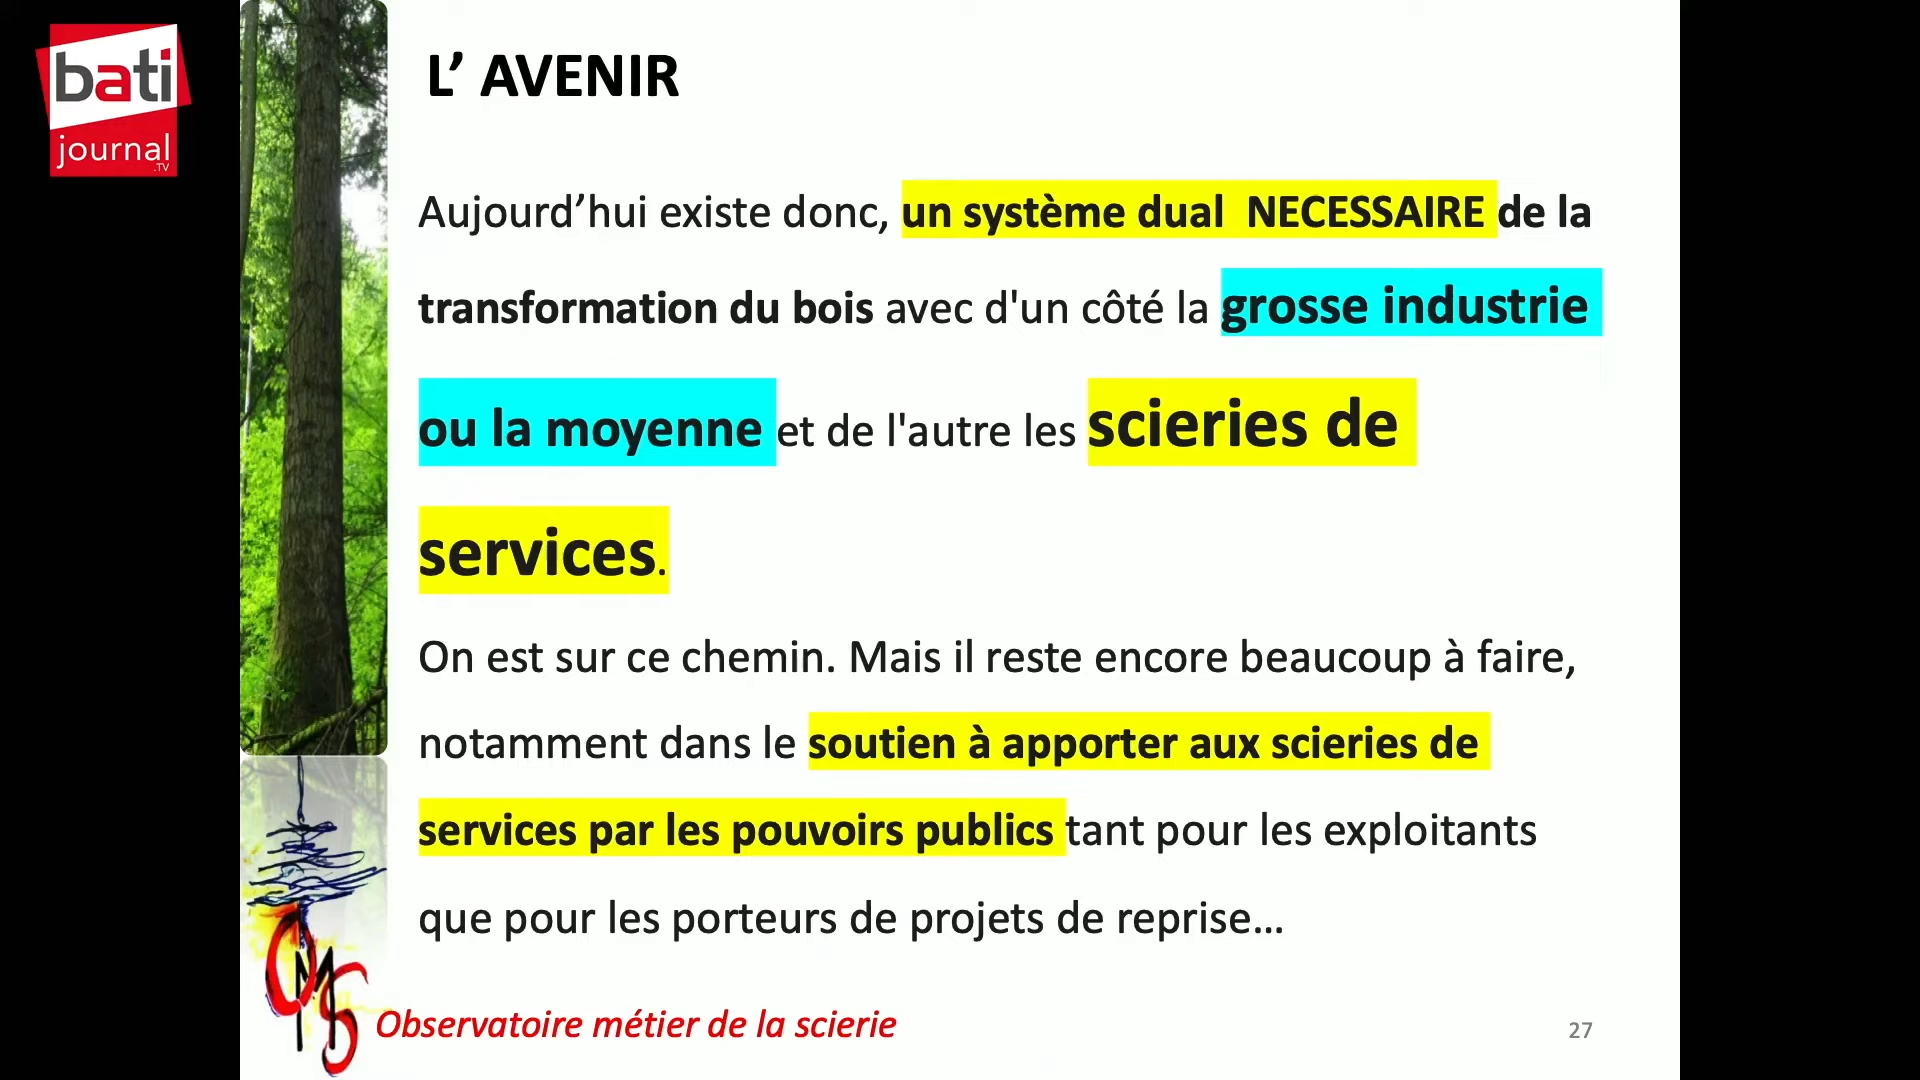 bati
journal
.TV
L’ AVENIR
Aujourd’hui existe donc, un système dual NECESSAIRE de la
transformation du bois avec d'un côté la grosse industrie
ou la moyenne et de l'autre les scieries de
services.
On est sur ce chemin. Mais il reste encore beaucoup à faire,
notamment dans le soutien à apporter aux scieries de
services par les pouvoirs publics tant pour les exploitants
que pour les porteurs de projets de reprise…
OMS
Observatoire métier de la scierie
27